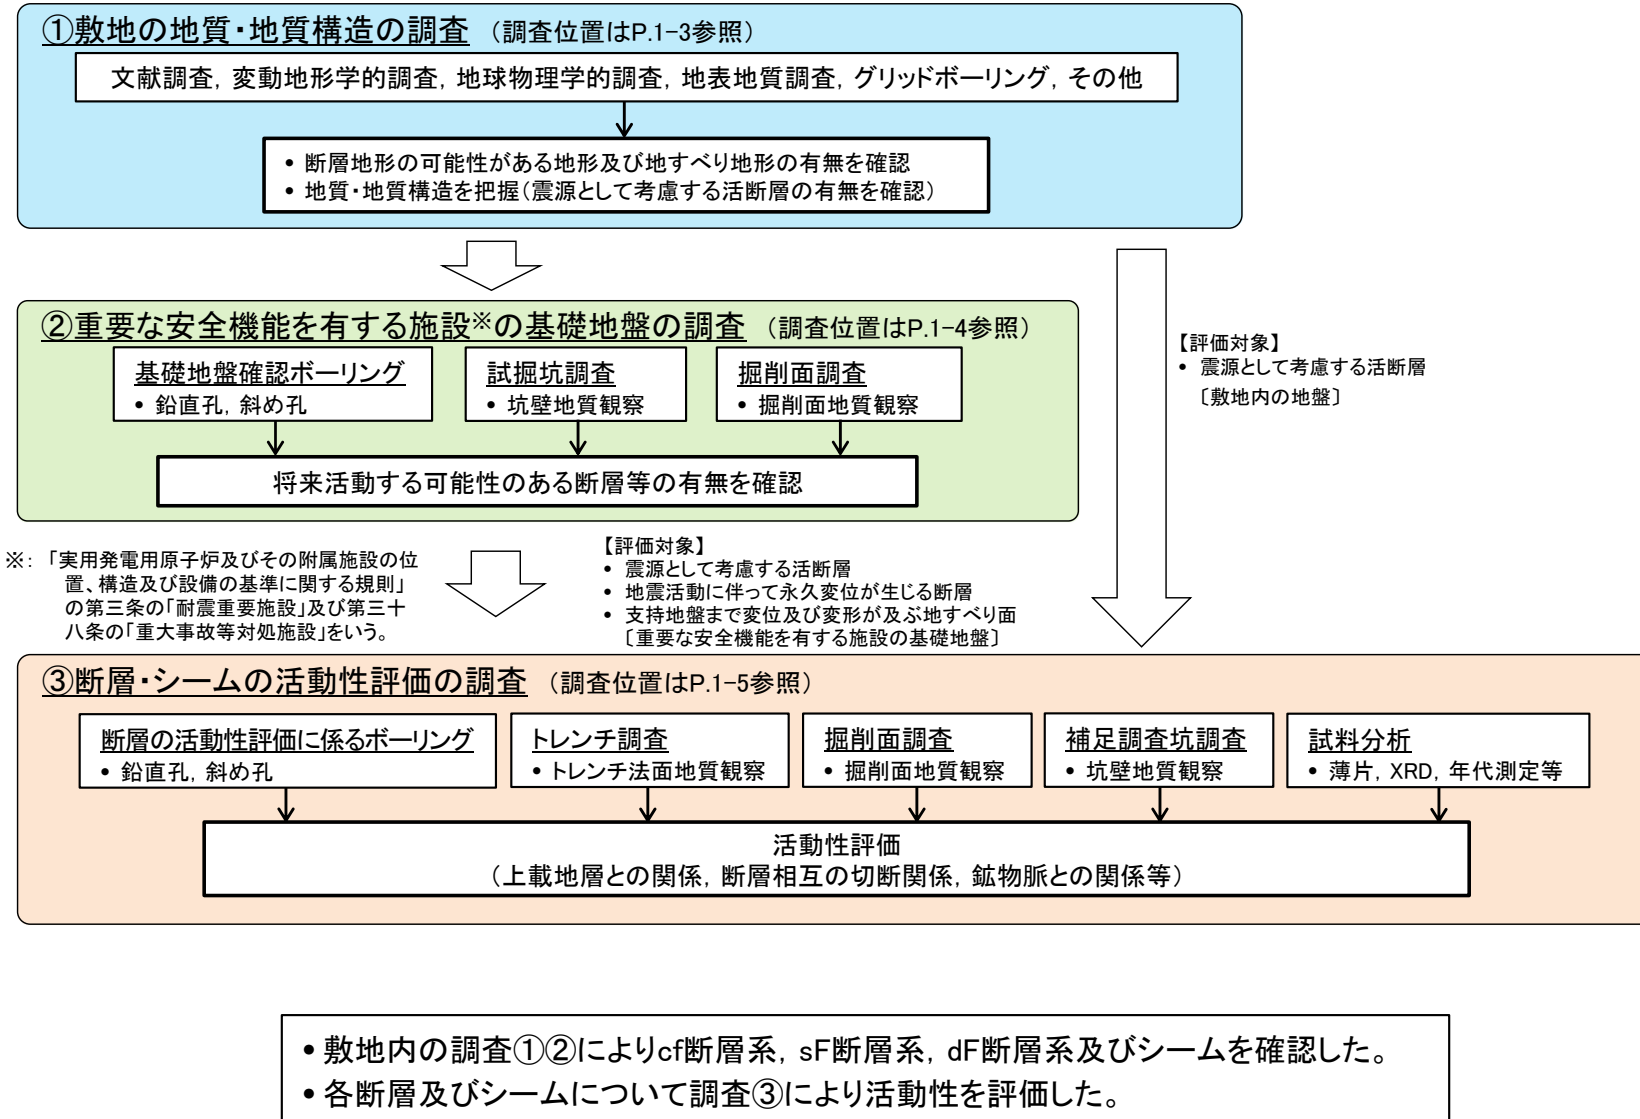 ①敷地の地質・地質構造の調査 （調査位置はP.1-3参照）
文献調査, 変動地形学的調査, 地球物理学的調査, 地表地質調査, グリッドボーリング, その他
• 断層地形の可能性がある地形及び地すべり地形の有無を確認
• 地質・地質構造を把握（震源として考慮する活断層の有無を確認）
②重要な安全機能を有する施設※の基礎地盤の調査 （調査位置はP.1-4参照）
基礎地盤確認ボーリング
• 鉛直孔, 斜め孔
試掘坑調査
• 坑壁地質観察
掘削面調査
• 掘削面地質観察
将来活動する可能性のある断層等の有無を確認
【評価対象】
• 震源として考慮する活断層
〔敷地内の地盤〕
※: 「実用発電用原子炉及びその附属施設の位
置、構造及び設備の基準に関する規則」
の第三条の「耐震重要施設」及び第三十
八条の「重大事故等対処施設」をいう。
【評価対象】
• 震源として考慮する活断層
• 地震活動に伴って永久変位が生じる断層
• 支持地盤まで変位及び変形が及ぶ地すべり面
〔重要な安全機能を有する施設の基礎地盤〕
③断層・シームの活動性評価の調査 （調査位置はP.1-5参照）
断層の活動性評価に係るボーリング
• 鉛直孔, 斜め孔
トレンチ調査
• トレンチ法面地質観察
掘削面調査
• 掘削面地質観察
補足調査坑調査
• 坑壁地質観察
試料分析
• 薄片, XRD, 年代測定等
活動性評価
（上載地層との関係, 断層相互の切断関係, 鉱物脈との関係等）
• 敷地内の調査①②によりcf断層系, sF断層系, dF断層系及びシームを確認した。
• 各断層及びシームについて調査③により活動性を評価した。